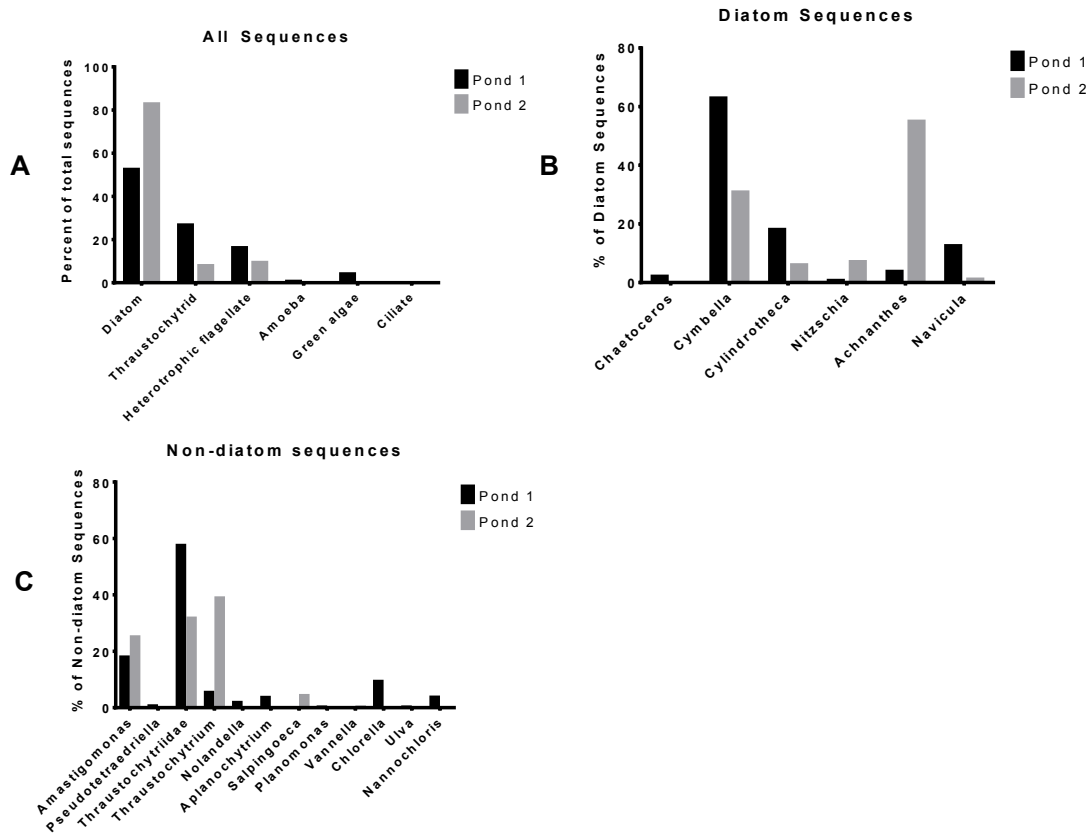 All Sequences
Pond 1
Pond 2
A
Percent of total sequences
100
80
60
40
20
0
Diatom
Thraustochytrid
Heterotrophic flagellate
Amoeba
Green algae
Ciliate
Diatom Sequences
Pond 1
Pond 2
B
% of Diatom Sequences
80
60
40
20
0
Chaetoceros
Cymbella
Cylindrotheca
Nitzschia
Achnanthes
Navicula
Non-diatom sequences
Pond 1
Pond 2
C
% of Non-diatom Sequences
80
60
40
20
0
Amastigomonas
Pseudotetraedriella
Thraustochytriidae
Thraustochytrium
Nolandella
Aplanochytrium
Salpingoeca
Planomonas
Vannella
Chlorella
Ulva
Nannochloris